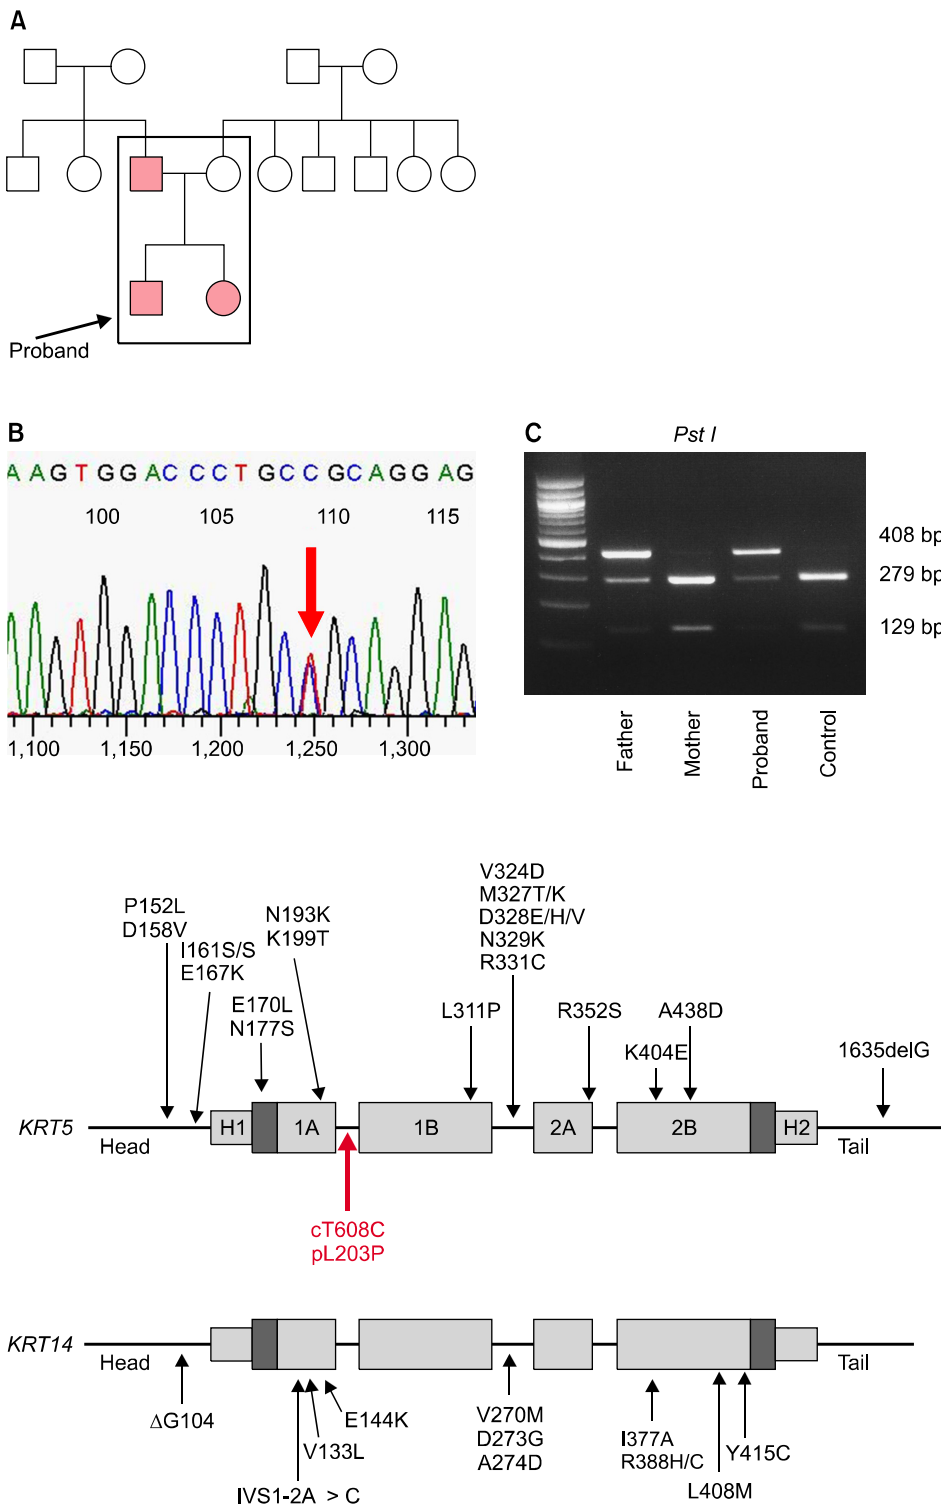 A
Proband
B
AAGTGGACCCTGCCGCAGGAG
100 105 110 115
1,100 1,150 1,200 1,250 1,300
C
Pst I
408 bp
279 bp
129 bp
Father
Mother
Proband
Control
P152L
D158V
I161S/S
E167K
E170L
N177S
N193K
K199T
L311P
V324D
M327T/K
D328E/H/V
N329K
R331C
R352S
K404E
A438D
1635delG
KRT5
Head
H1
1A
1B
2A
2B
H2
Tail
cT608C
pL203P
KRT14
Head
Tail
ΔG104
IVS1-2A > C
V133L
E144K
V270M
D273G
A274D
I377A
R388H/C
L408M
Y415C